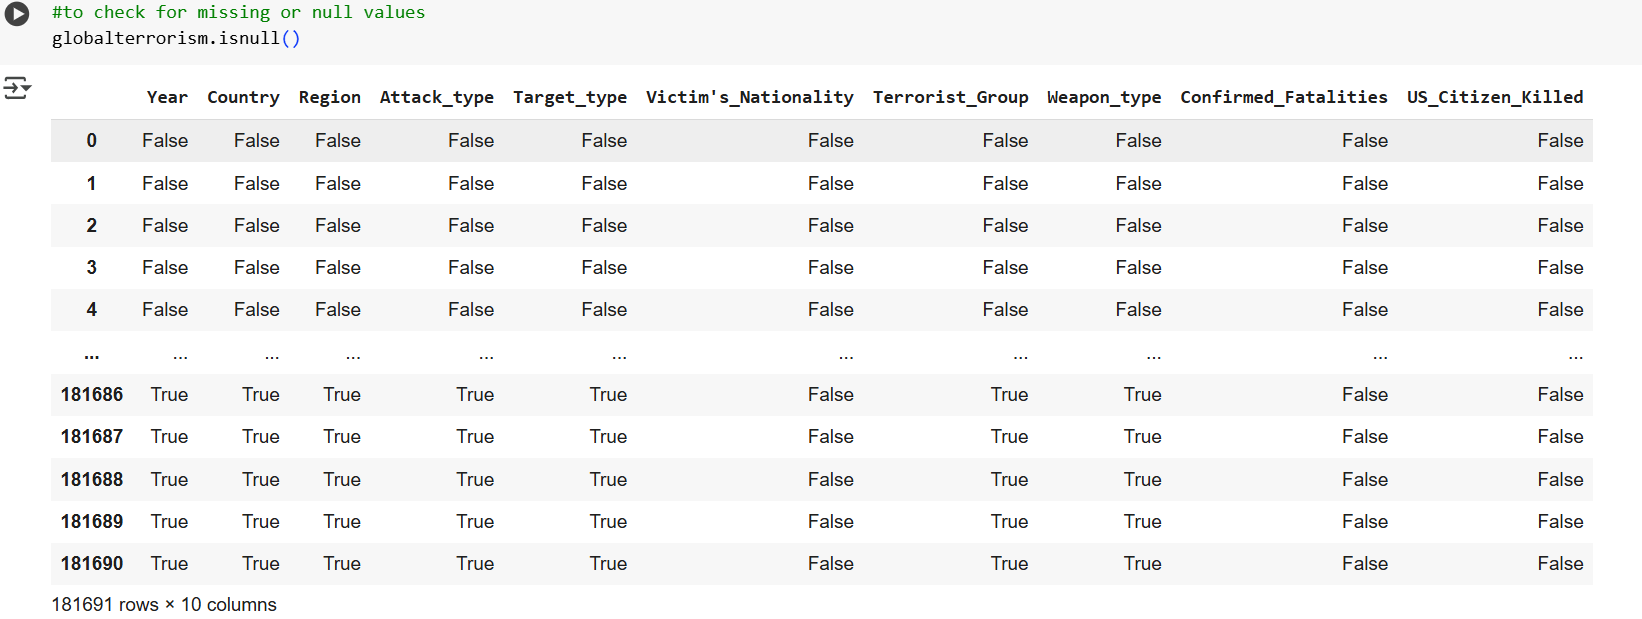 #to check for missing or null values
globalterrorism.isnull()
Year Country Region Attack_type Target_type Victim's_Nationality Terrorist_Group Weapon_type Confirmed_Fatalities US_Citizen_Killed
0 False False False False False False False False False False
1 False False False False False False False False False False
2 False False False False False False False False False False
3 False False False False False False False False False False
4 False False False False False False False False False False
... ... ... ... ... ... ... ... ... ... ...
181686 True True True True True False True True False False
181687 True True True True True False True True False False
181688 True True True True True False True True False False
181689 True True True True True False True True False False
181690 True True True True True False True True False False
181691 rows × 10 columns